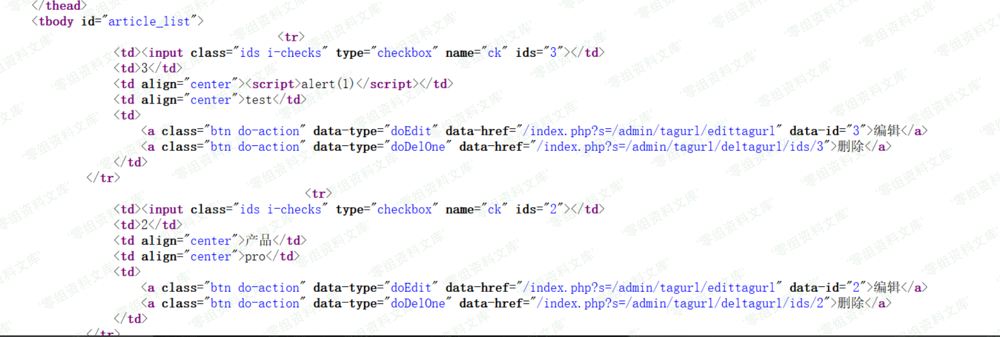 </thead>
<tbody id="article_list">
<tr>
<td><input class="ids i-checks" type="checkbox" name="ck" ids="3"></td>
<td>3</td>
<td align="center"><script>alert(1)</script></td>
<td align="center">test</td>
<td>
<a class="btn do-action" data-type="doEdit" data-href="/index.php?s=/admin/tagurl/edittagurl" data-id="3">编辑</a>
<a class="btn do-action" data-type="doDelOne" data-href="/index.php?s=/admin/tagurl/deltagurl/ids/3">删除</a>
</td>
</tr>
<tr>
<td><input class="ids i-checks" type="checkbox" name="ck" ids="2"></td>
<td>2</td>
<td align="center">产品</td>
<td align="center">pro</td>
<td>
<a class="btn do-action" data-type="doEdit" data-href="/index.php?s=/admin/tagurl/edittagurl" data-id="2">编辑</a>
<a class="btn do-action" data-type="doDelOne" data-href="/index.php?s=/admin/tagurl/deltagurl/ids/2">删除</a>
</td>
</tr>
零组资料文库